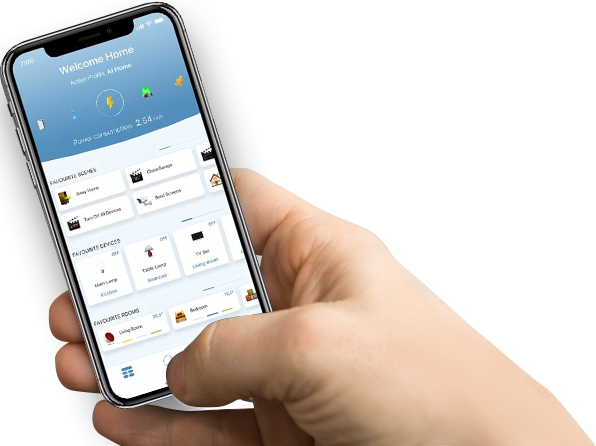 Welcome Home
Active Profile: At Home
Power consumption: 2.54
FAVOURITE SCENES
Away Home
Close Garage
Turn Off All Devices
Reset Screens
FAVOURITE DEVICES
OFF
OFF
OFF
Main Lamp
Table Lamp
TV Set
Kitchen
Bedroom
Living Room
FAVOURITE ROOMS
Living Room
Bedroom